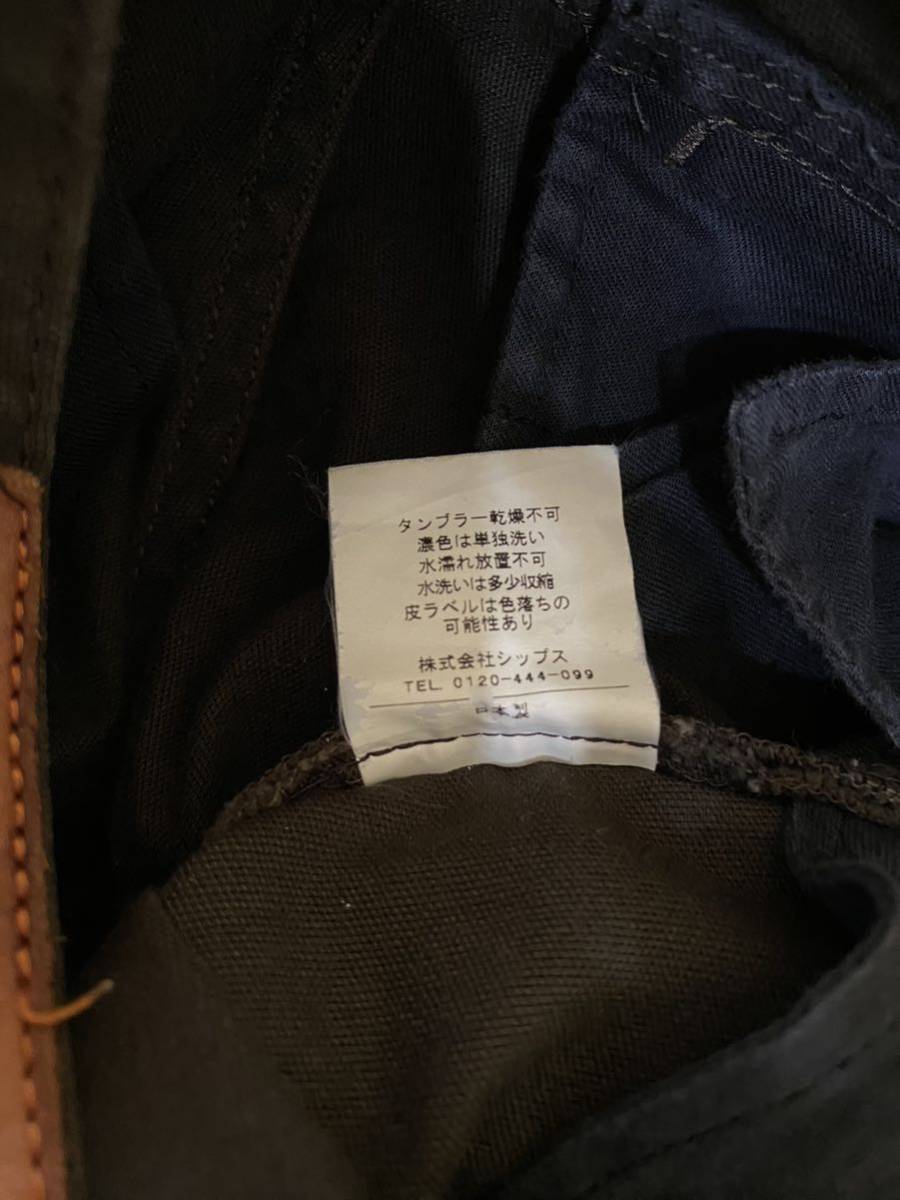 タンブラー乾燥不可
濃色は単独洗い
水濡れ放置不可
水洗いは多少収縮
皮ラベルは色落ちの
可能性あり
株式会社シップス
TEL. 0120-444-099
日本製